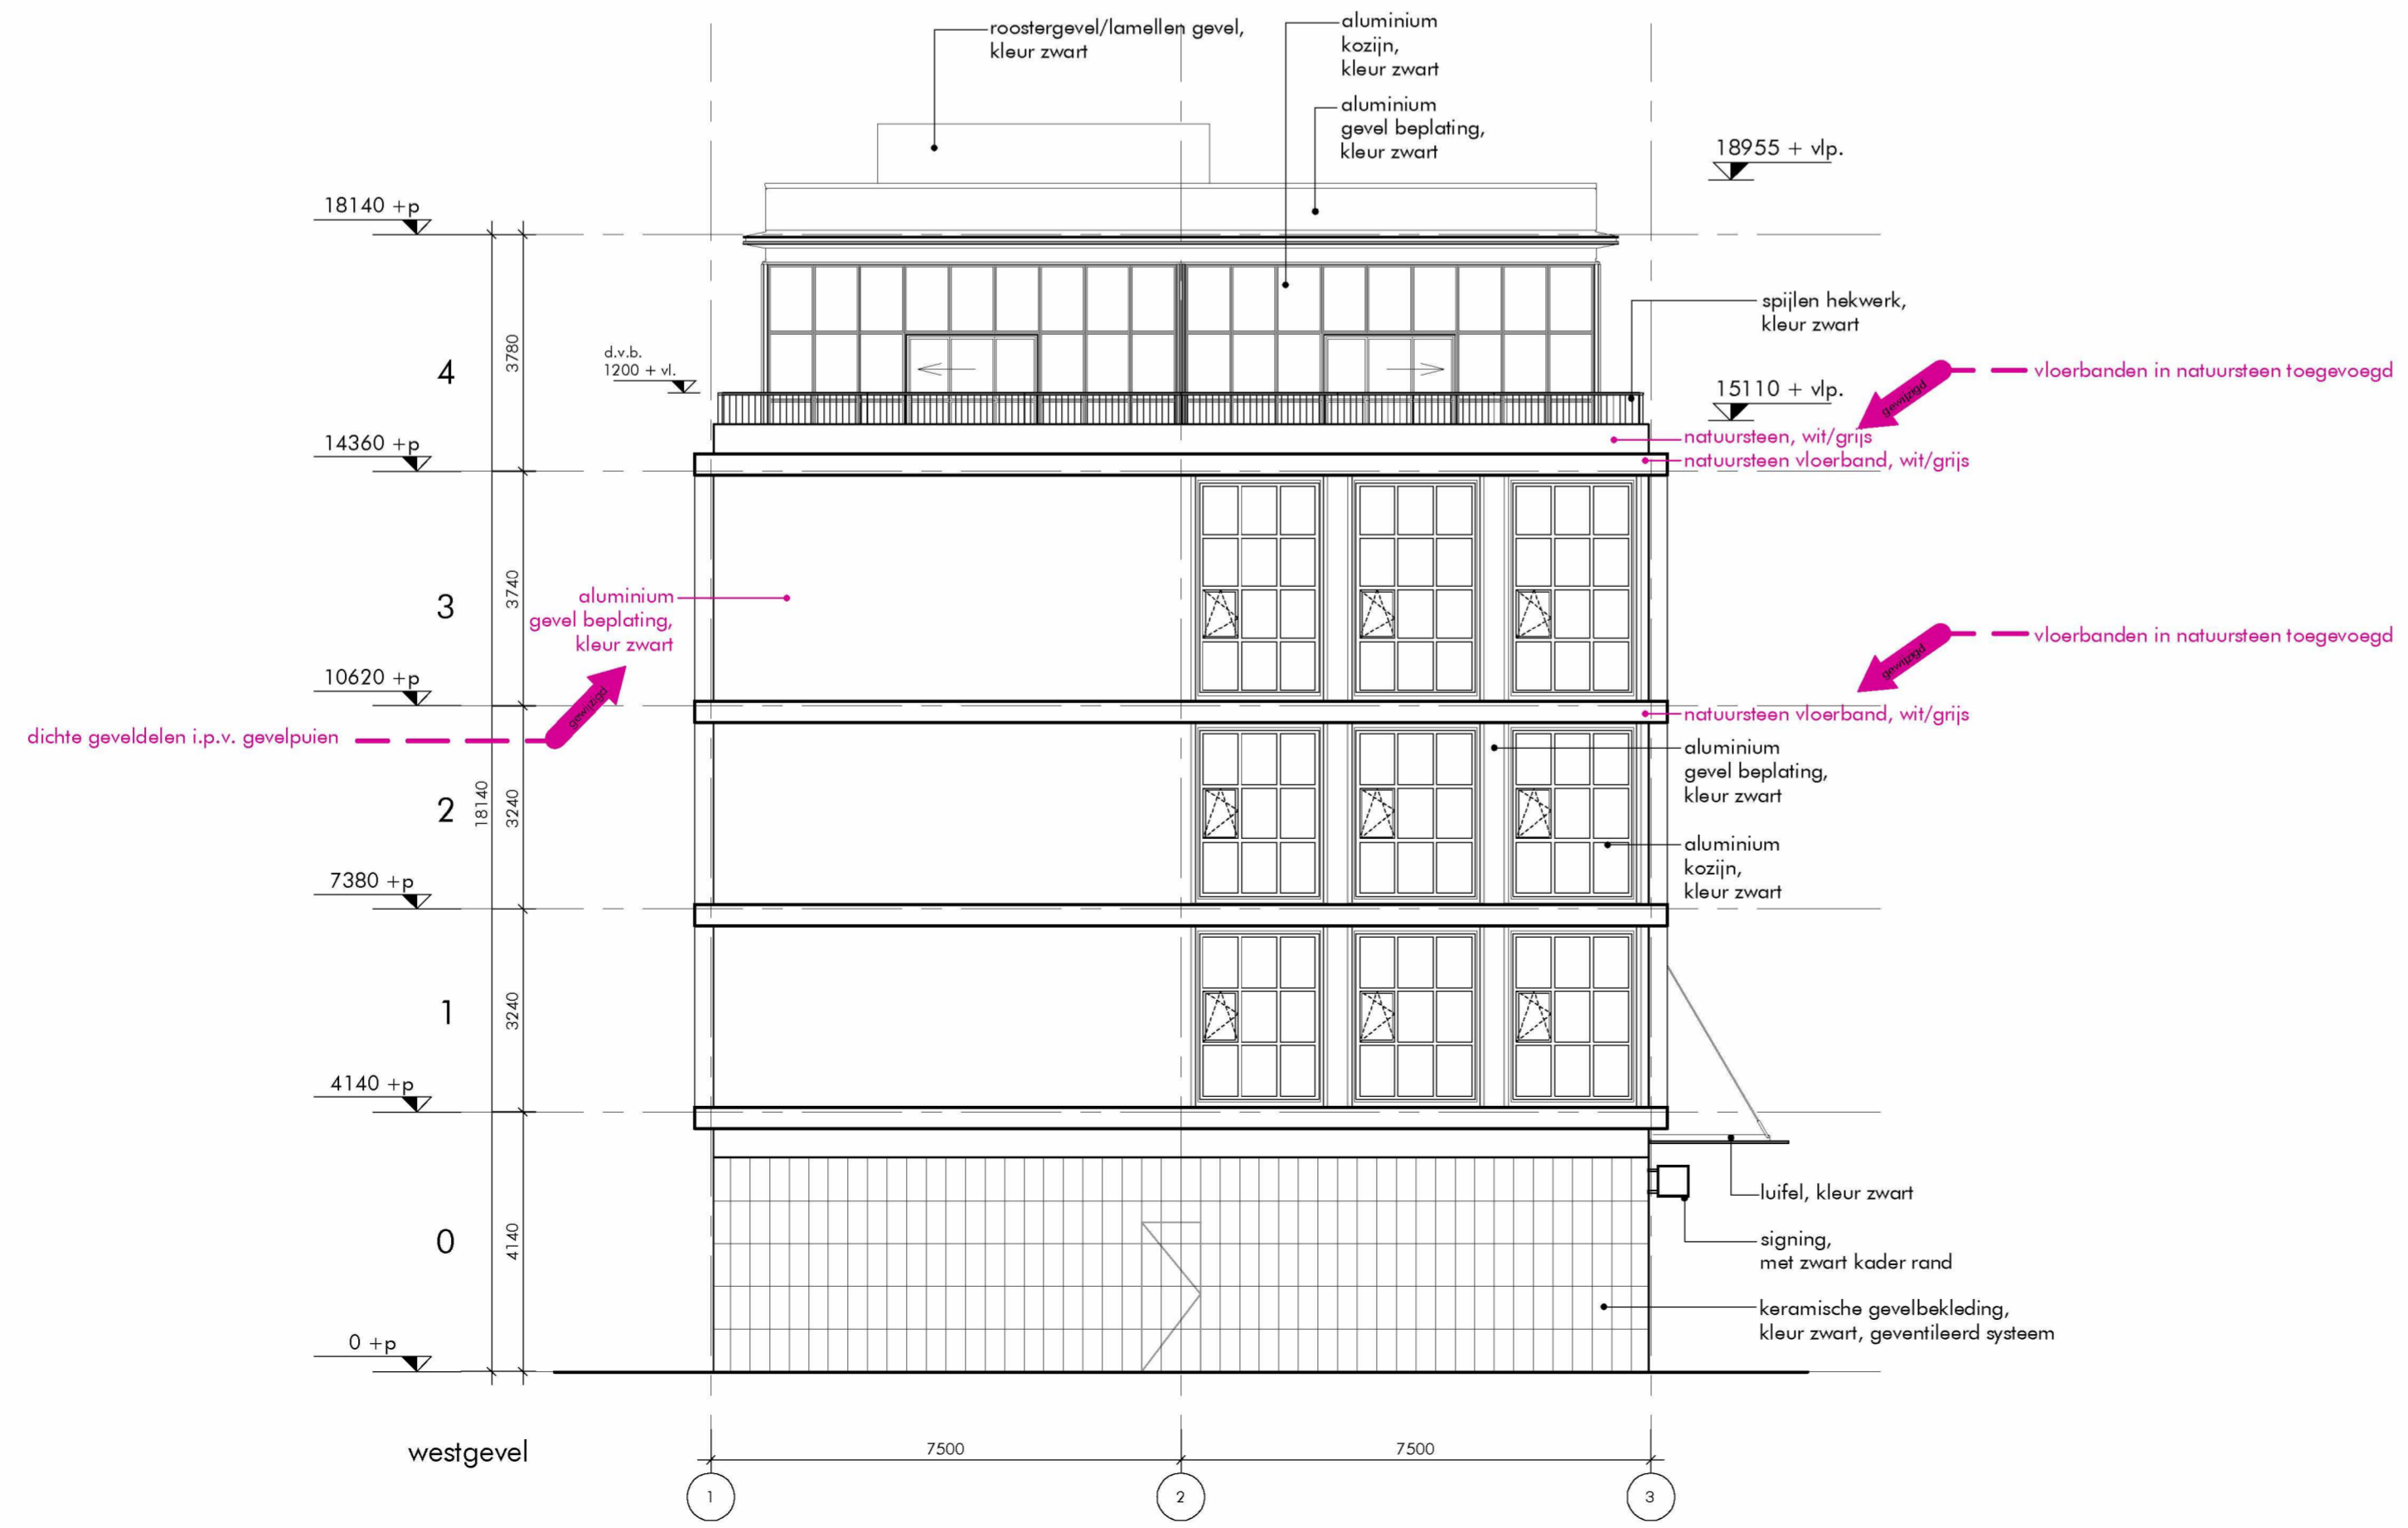 roostergevel/lamellen gevel,
kleur zwart
aluminium
kozijn,
kleur zwart
aluminium
gevel beplating,
kleur zwart
18955 + vlp.
18140 +p
spijlen hekwerk,
kleur zwart
d.v.b.
1200 + vl.
4
3780
15110 + vlp.
gewijzigd
vloerbanden in natuursteen toegevoegd
14360 +p
natuursteen, wit/grijs
natuursteen vloerband, wit/grijs
3
3740
aluminium
gevel beplating,
kleur zwart
gewijzigd
vloerbanden in natuursteen toegevoegd
10620 +p
gewijzigd
dichte geveldelen i.p.v. gevelpuien
natuursteen vloerband, wit/grijs
aluminium
gevel beplating,
kleur zwart
2
18140
3240
aluminium
kozijn,
kleur zwart
7380 +p
1
3240
4140 +p
luifel, kleur zwart
0
4140
signing,
met zwart kader rand
keramische gevelbekleding,
kleur zwart, geventileerd systeem
0 +p
westgevel
7500
7500
1
2
3